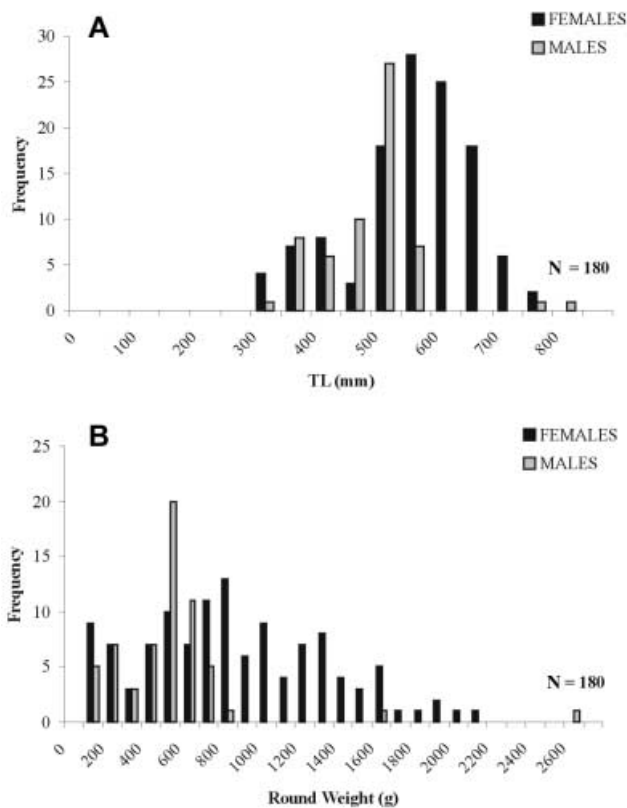 A
FEMALES
MALES
30
25
20
15
10
5
0
Frequency
N = 180
0 100 200 300 400 500 600 700 800
TL (mm)
B
FEMALES
MALES
25
20
15
10
5
0
Frequency
N = 180
0 200 400 600 800 1000 1200 1400 1600 1800 2000 2200 2400 2600
Round Weight (g)